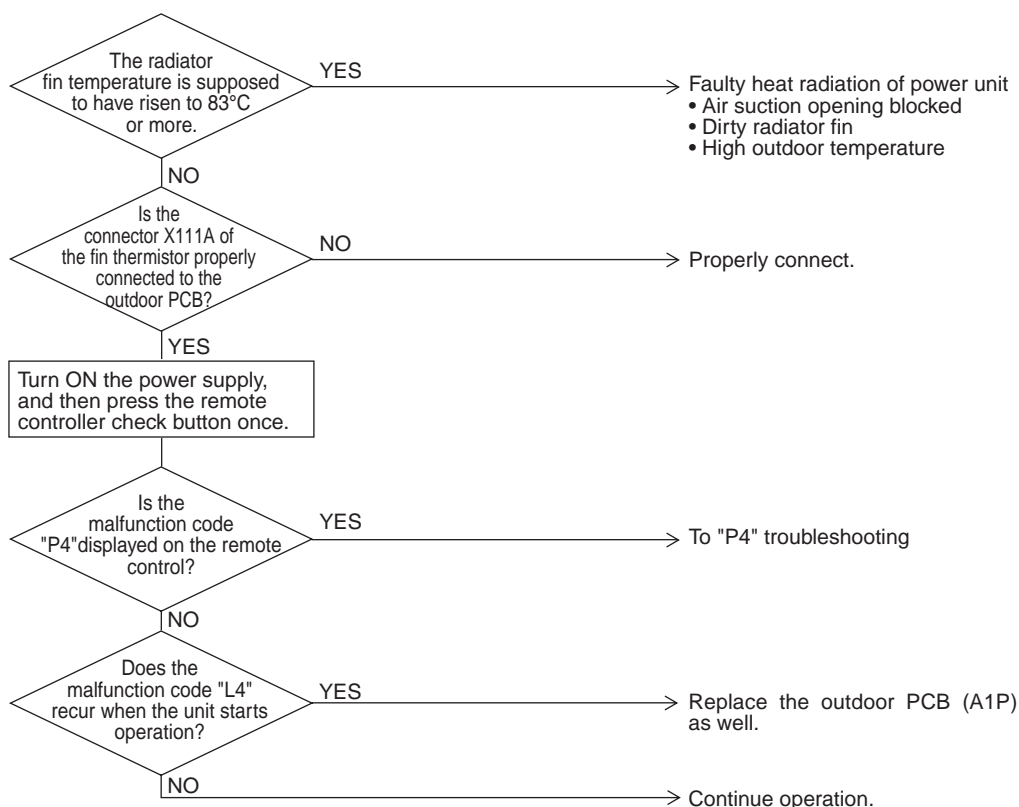 The radiator
fin temperature is supposed
to have risen to 83°C
or more.
YES
Faulty heat radiation of power unit
• Air suction opening blocked
• Dirty radiator fin
• High outdoor temperature
NO
Is the
connector X111A of
the fin thermistor properly
connected to the
outdoor PCB?
NO
Properly connect.
YES
Turn ON the power supply,
and then press the remote
controller check button once.
Is the
malfunction code
"P4"displayed on the remote
control?
YES
To "P4" troubleshooting
NO
Does the
malfunction code "L4"
recur when the unit starts
operation?
YES
Replace the outdoor PCB (A1P)
as well.
NO
Continue operation.